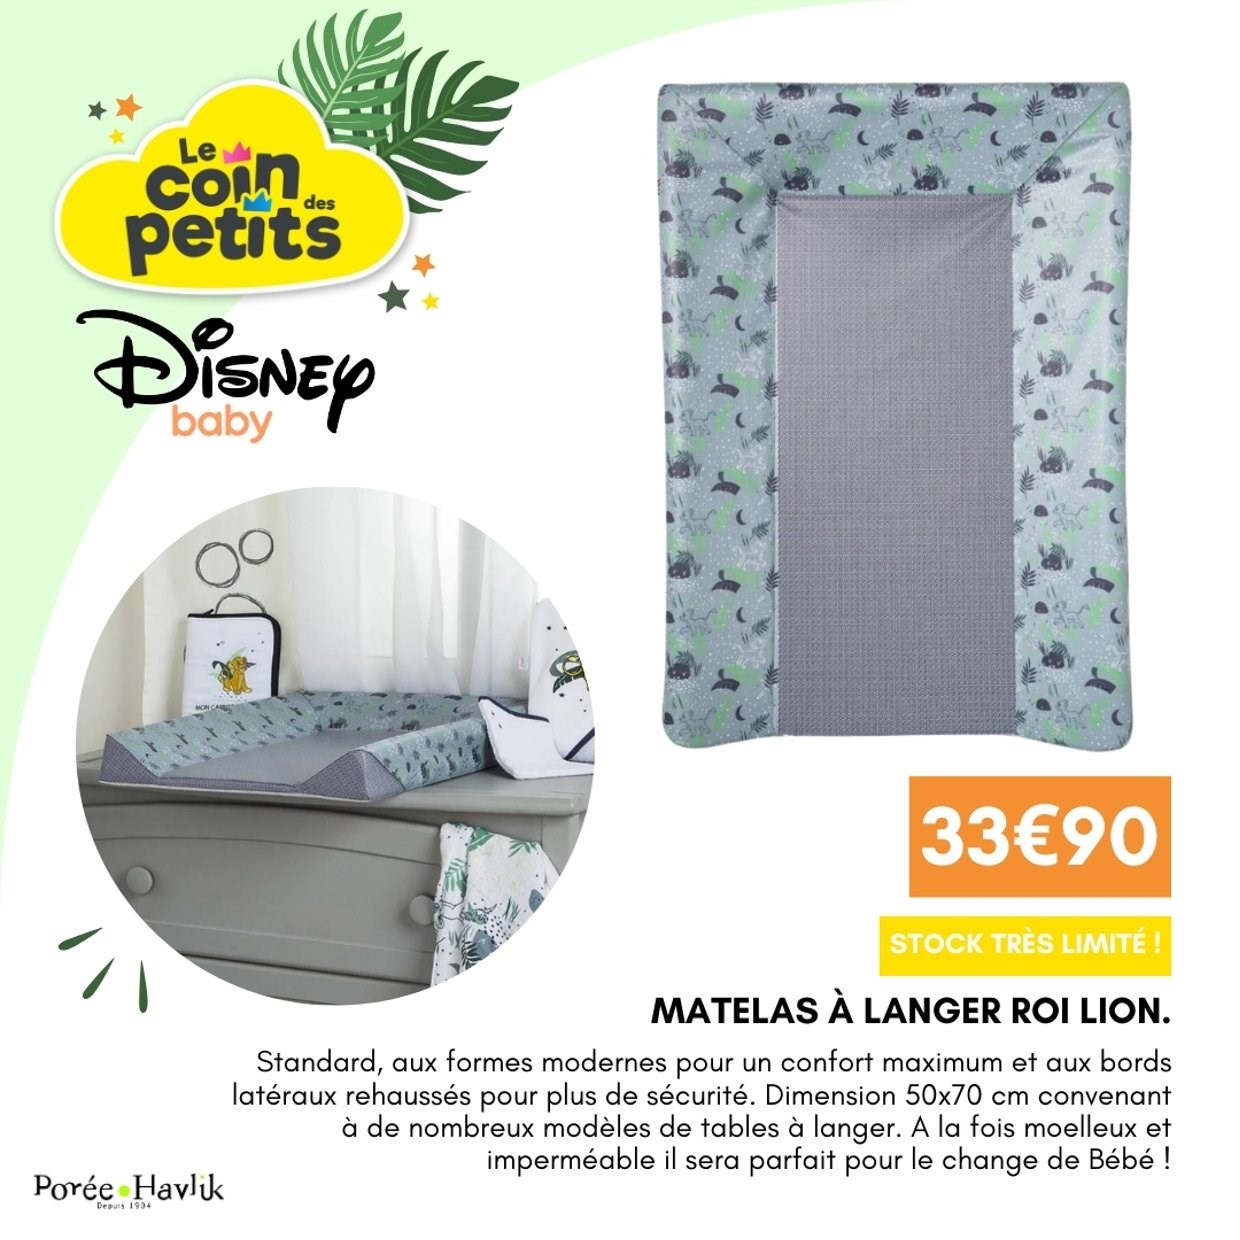 Le
coin des
petits
Disney
baby
MON CARNET
33€90
STOCK TRÈS LIMITÉ !
MATELAS À LANGER ROI LION.
Standard, aux formes modernes pour un confort maximum et aux bords
latéraux rehaussés pour plus de sécurité. Dimension 50x70 cm convenant
à de nombreux modèles de tables à langer. A la fois moelleux et
imperméable il sera parfait pour le change de Bébé !
Porée•Havlik
Depuis 1994